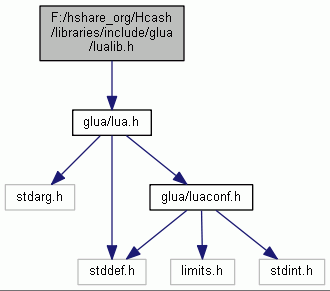 F:/hshare_org/Hcash
/libraries/include/glua
/lualib.h
glua/lua.h
stdarg.h
glua/luaconf.h
stddef.h
limits.h
stdint.h